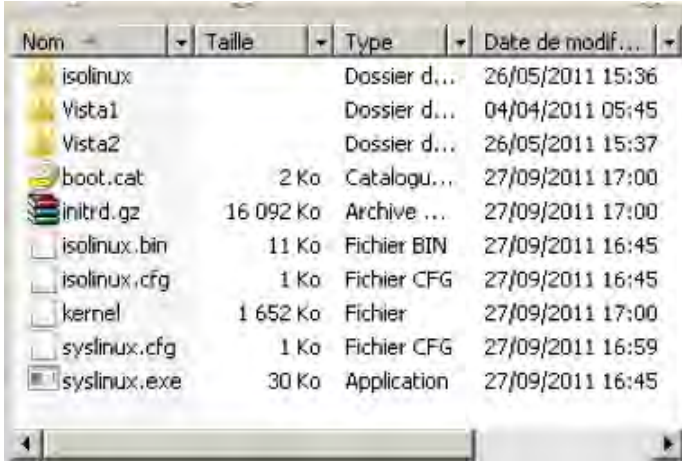 Nom Taille Type Date de modif...
isolinux Dossier d... 26/05/2011 15:36
Vista1 Dossier d... 04/04/2011 05:45
Vista2 Dossier d... 26/05/2011 15:37
boot.cat 2 Ko Catalogu... 27/09/2011 17:00
initrd.gz 16 092 Ko Archive ... 27/09/2011 17:00
isolinux.bin 11 Ko Fichier BIN 27/09/2011 16:45
isolinux.cfg 1 Ko Fichier CFG 27/09/2011 16:45
kernel 1 652 Ko Fichier 27/09/2011 17:00
syslinux.cfg 1 Ko Fichier CFG 27/09/2011 16:59
syslinux.exe 30 Ko Application 27/09/2011 16:45